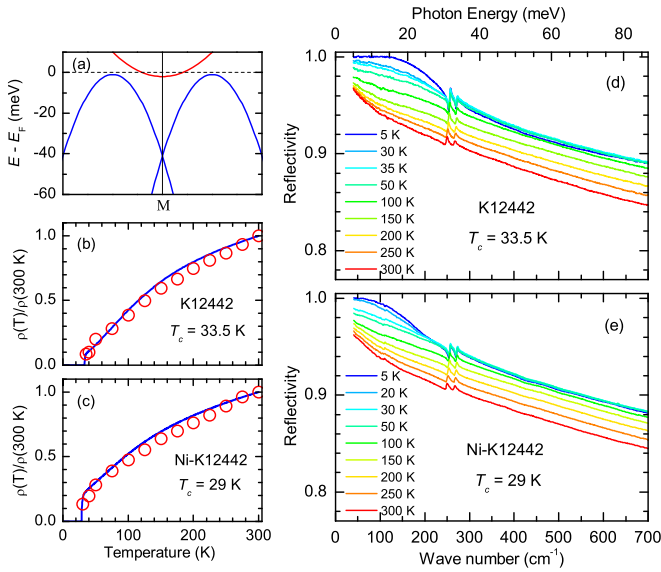 (a)
0
-20
-40
-60
E - E_F (meV)
M
(b)
1.0
0.5
0.0
ρ(T)/ρ(300 K)
K12442
T_c = 33.5 K
(c)
1.0
0.5
0.0
ρ(T)/ρ(300 K)
Ni-K12442
T_c = 29 K
0 100 200 300
Temperature (K)
Photon Energy (meV)
0 20 40 60 80
(d)
1.0
0.9
0.8
Reflectivity
5 K
30 K
35 K
50 K
100 K
150 K
200 K
250 K
300 K
K12442
T_c = 33.5 K
(e)
1.0
0.9
0.8
Reflectivity
5 K
20 K
30 K
50 K
100 K
150 K
200 K
250 K
300 K
Ni-K12442
T_c = 29 K
0 100 200 300 400 500 600 700
Wave number (cm⁻¹)